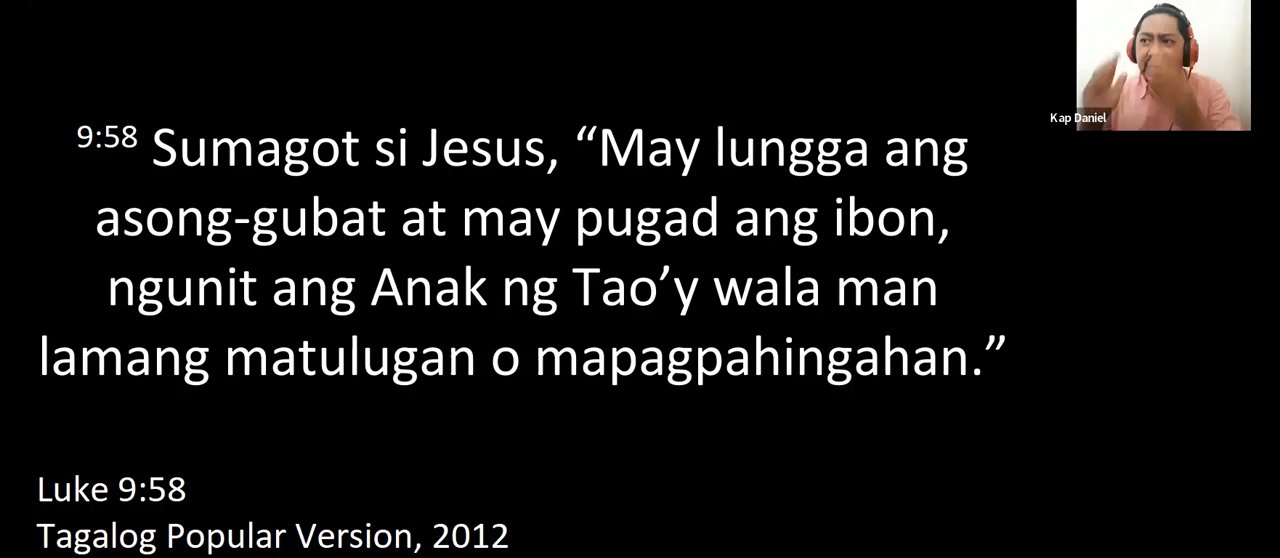 9:58 Sumagot si Jesus, “May lungga ang
asong-gubat at may pugad ang ibon,
ngunit ang Anak ng Tao’y wala man
lamang matulugan o mapagpahingahan.”
Luke 9:58
Tagalog Popular Version, 2012
Kap Daniel